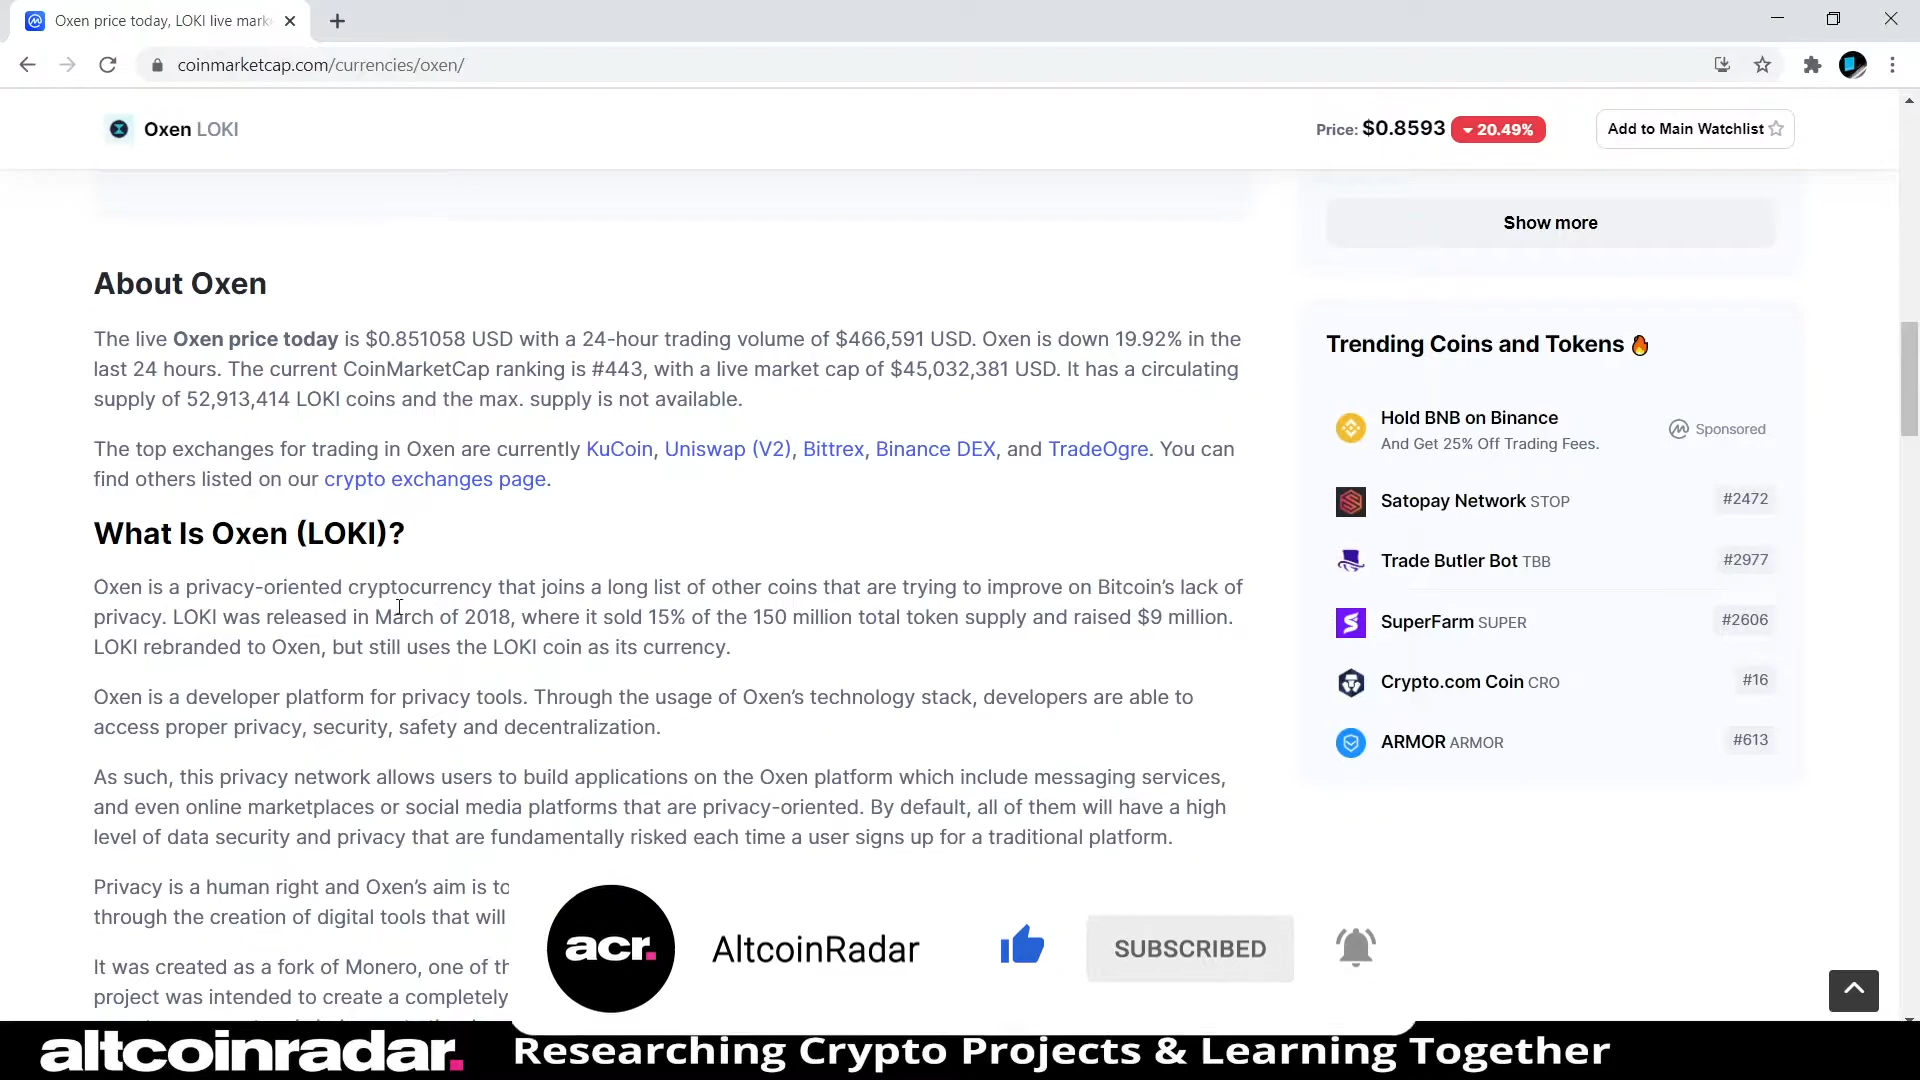 Oxen price today, LOKI live mark
coinmarketcap.com/currencies/oxen/
Oxen LOKI
Price: $0.8593 20.49%
Add to Main Watchlist
Show more
About Oxen
The live Oxen price today is $0.851058 USD with a 24-hour trading volume of $466,591 USD. Oxen is down 19.92% in the
last 24 hours. The current CoinMarketCap ranking is #443, with a live market cap of $45,032,381 USD. It has a circulating
supply of 52,913,414 LOKI coins and the max. supply is not available.
The top exchanges for trading in Oxen are currently KuCoin, Uniswap (V2), Bittrex, Binance DEX, and TradeOgre. You can
find others listed on our crypto exchanges page.
What Is Oxen (LOKI)?
Oxen is a privacy-oriented cryptocurrency that joins a long list of other coins that are trying to improve on Bitcoin's lack of
privacy. LOKI was released in March of 2018, where it sold 15% of the 150 million total token supply and raised $9 million.
LOKI rebranded to Oxen, but still uses the LOKI coin as its currency.
Oxen is a developer platform for privacy tools. Through the usage of Oxen's technology stack, developers are able to
access proper privacy, security, safety and decentralization.
As such, this privacy network allows users to build applications on the Oxen platform which include messaging services,
and even online marketplaces or social media platforms that are privacy-oriented. By default, all of them will have a high
level of data security and privacy that are fundamentally risked each time a user signs up for a traditional platform.
Privacy is a human right and Oxen's aim is to
through the creation of digital tools that will
It was created as a fork of Monero, one of th
project was intended to create a completely
Trending Coins and Tokens
Hold BNB on Binance
And Get 25% Off Trading Fees.
Sponsored
Satopay Network STOP #2472
Trade Butler Bot TBB #2977
SuperFarm SUPER #2606
Crypto.com Coin CRO #16
ARMOR ARMOR #613
acr.
AltcoinRadar
SUBSCRIBED
altcoinradar.
Researching Crypto Projects & Learning Together